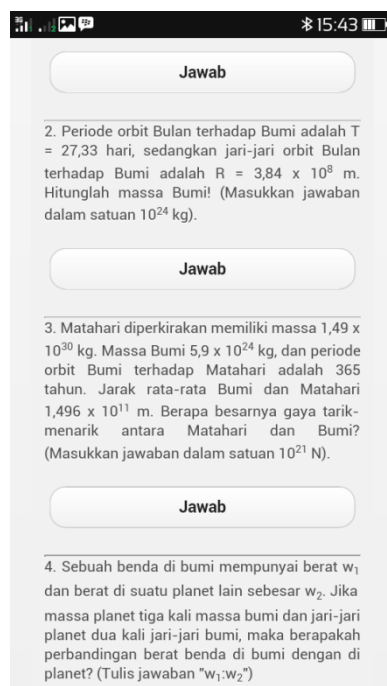 3G 15:43
Jawab
2. Periode orbit Bulan terhadap Bumi adalah T
= 27,33 hari, sedangkan jari-jari orbit Bulan
terhadap Bumi adalah R = 3,84 x 10⁸ m.
Hitunglah massa Bumi! (Masukkan jawaban
dalam satuan 10²⁴ kg).
Jawab
3. Matahari diperkirakan memiliki massa 1,49 x
10³⁰ kg. Massa Bumi 5,9 x 10²⁴ kg, dan periode
orbit Bumi terhadap Matahari adalah 365
tahun. Jarak rata-rata Bumi dan Matahari
1,496 x 10¹¹ m. Berapa besarnya gaya tarik-
menarik antara Matahari dan Bumi?
(Masukkan jawaban dalam satuan 10²¹ N).
Jawab
4. Sebuah benda di bumi mempunyai berat w₁
dan berat di suatu planet lain sebesar w₂. Jika
massa planet tiga kali massa bumi dan jari-jari
planet dua kali jari-jari bumi, maka berapakah
perbandingan berat benda di bumi dengan di
planet? (Tulis jawaban "w₁:w₂")